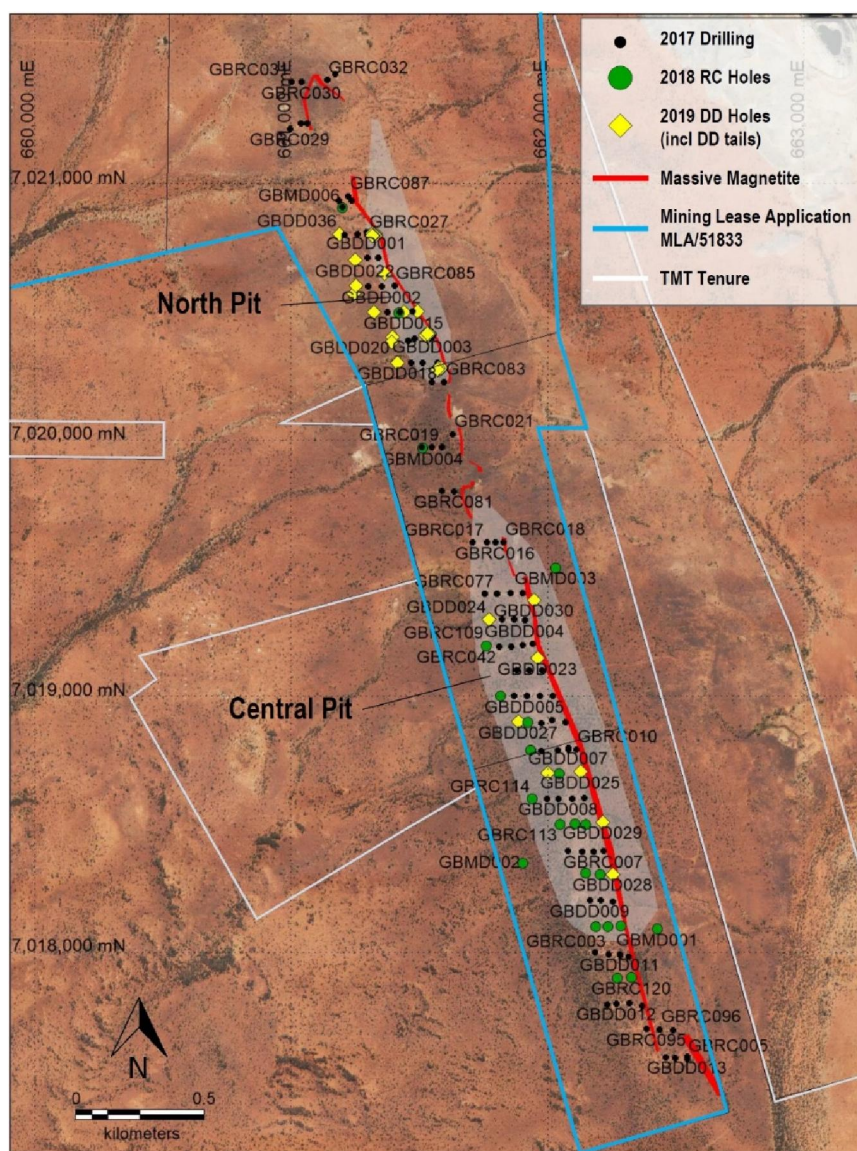 2017 Drilling
2018 RC Holes
2019 DD Holes
(incl DD tails)
Massive Magnetite
Mining Lease Application
MLA/51833
TMT Tenure
660,000 mE
662,000 mE
663,000 mE
GBRC032
GBRC030
GBRC029
7,021,000 mN
GBMD006
GBRC087
GBDD036
GBRC027
GBDD001
GBRC085
North Pit
GBDD002
GBDD015
GBDD020
GBDD003
GBDD018
GBRC083
7,020,000 mN
GBRC021
GBRC019
GBMD004
GBRC081
GBRC017
GBRC018
GBRC016
GBRC077
GBMD003
GBDD024
GBDD030
GBRC109
GBDD004
GBRC042
GBDD023
7,019,000 mN
Central Pit
GBDD005
GBDD027
GBRC010
GBDD007
GBRC114
GBDD025
GBDD008
GBRC113
GBDD029
GBMD002
GBRC007
GBDD028
GBDD009
7,018,000 mN
GBRC003
GBMD001
GBDD011
GBRC120
GBDD012
GBRC096
GBRC095
GBRC005
GBDD013
N
0
0.5
kilometers